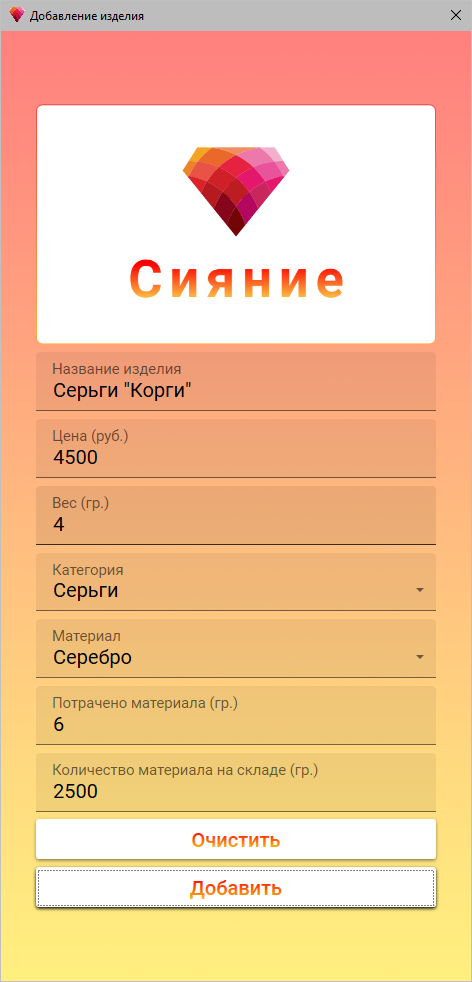 Добавление изделия
Сияние
Название изделия
Серьги "Корги"
Цена (руб.)
4500
Вес (гр.)
4
Категория
Серьги
Материал
Серебро
Потрачено материала (гр.)
6
Количество материала на складе (гр.)
2500
Очистить
Добавить